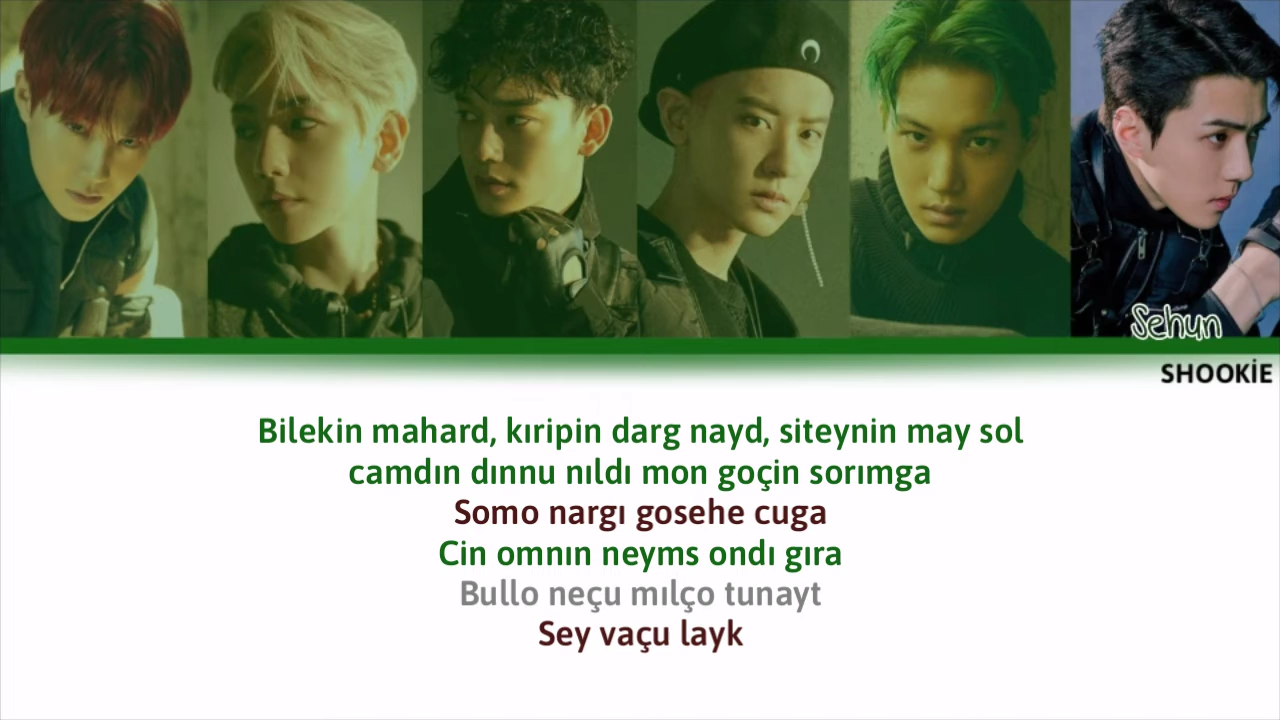 Sehun
SHOOKİE
Bilekin mahard, kıripin darg nayd, siteynin may sol
camdın dınnu nıldı mon goçin sorımga
Somo nargı gosehe cuga
Cin omnın neyms ondı gıra
Bullo neçu mılço tunayt
Sey vaçu layk